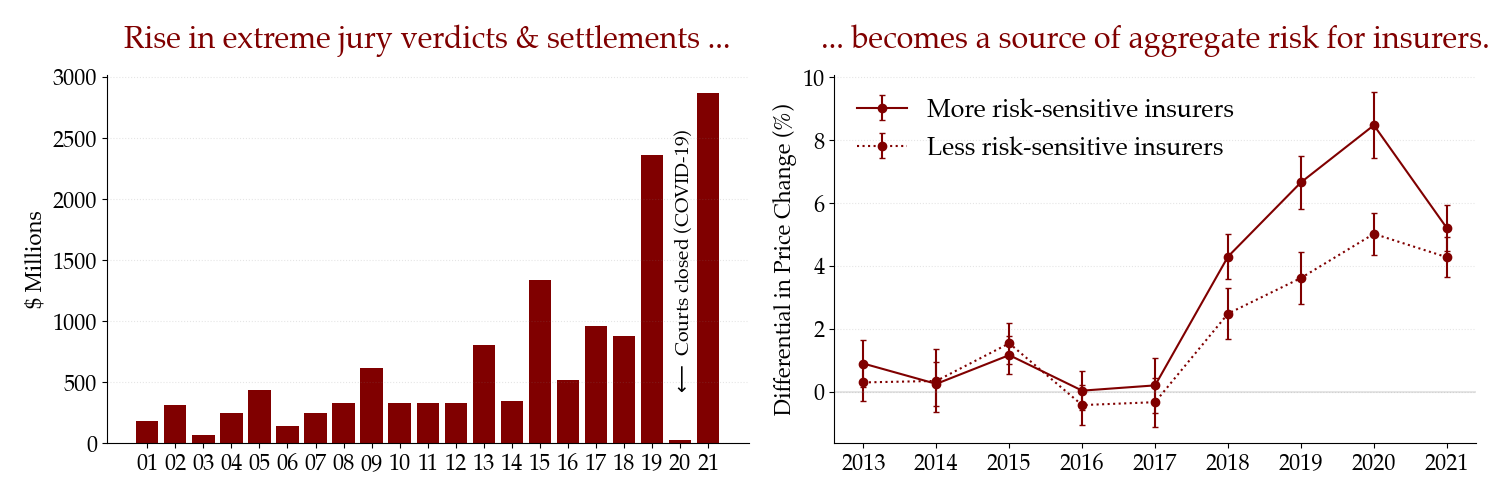 Rise in extreme jury verdicts & settlements ...
$ Millions
3000
2500
2000
1500
1000
500
0
⟵ Courts closed (COVID-19)
01 02 03 04 05 06 07 08 09 10 11 12 13 14 15 16 17 18 19 20 21
... becomes a source of aggregate risk for insurers.
Differential in Price Change (%)
10
8
6
4
2
0
More risk-sensitive insurers
Less risk-sensitive insurers
2013 2014 2015 2016 2017 2018 2019 2020 2021